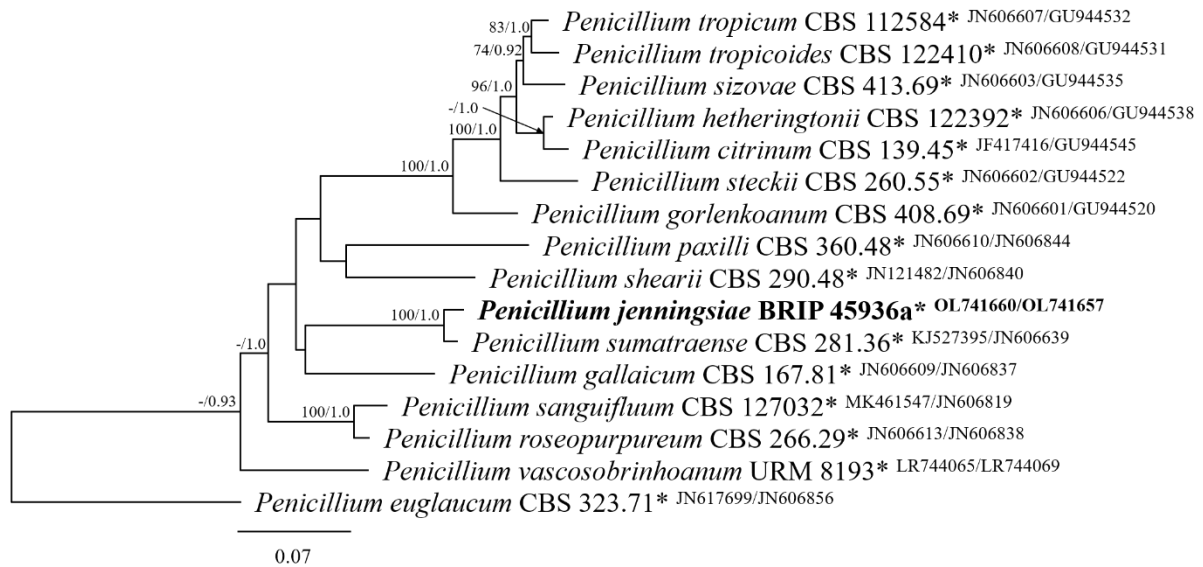 83/1.0
Penicillium tropicum CBS 112584* JN606607/GU944532
74/0.92
Penicillium tropicoides CBS 122410* JN606608/GU944531
96/1.0
Penicillium sizovae CBS 413.69* JN606603/GU944535
-/1.0
Penicillium hetheringtonii CBS 122392* JN606606/GU944538
100/1.0
Penicillium citrinum CBS 139.45* JF417416/GU944545
100/1.0
Penicillium steckii CBS 260.55* JN606602/GU944522
Penicillium gorlenkoanum CBS 408.69* JN606601/GU944520
Penicillium paxilli CBS 360.48* JN606610/JN606844
Penicillium shearii CBS 290.48* JN121482/JN606840
100/1.0
Penicillium jenningsiae BRIP 45936a* OL741660/OL741657
Penicillium sumatraense CBS 281.36* KJ527395/JN606639
-/1.0
Penicillium gallaicum CBS 167.81* JN606609/JN606837
-/0.93
100/1.0
Penicillium sanguifluum CBS 127032* MK461547/JN606819
Penicillium roseopurpureum CBS 266.29* JN606613/JN606838
Penicillium vascosobrinhoanum URM 8193* LR744065/LR744069
Penicillium euglaucum CBS 323.71* JN617699/JN606856
0.07